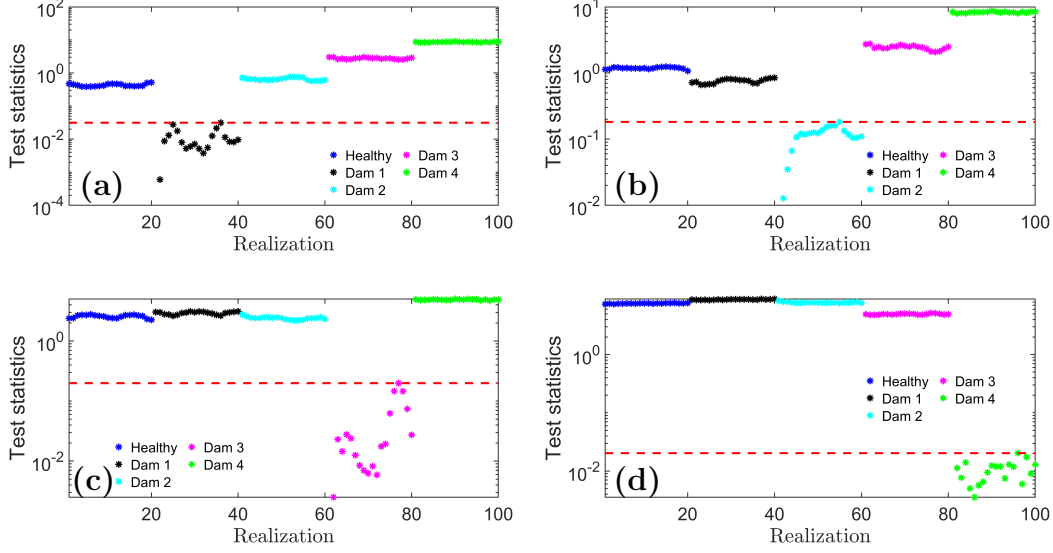 10^2
10^0
10^-2
10^-4
Test statistics
(a)
Healthy
Dam 1
Dam 2
Dam 3
Dam 4
20 40 60 80 100
Realization
10^1
10^0
10^-1
10^-2
Test statistics
(b)
Healthy
Dam 1
Dam 2
Dam 3
Dam 4
20 40 60 80 100
Realization
10^0
10^-2
Test statistics
(c)
Healthy
Dam 1
Dam 2
Dam 3
Dam 4
20 40 60 80 100
Realization
10^0
10^-2
Test statistics
(d)
Healthy
Dam 1
Dam 2
Dam 3
Dam 4
20 40 60 80 100
Realization